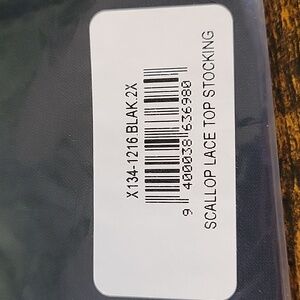 X134-1216.BLAK.2X
9 400038 636980
SCALLOP LACE TOP STOCKING